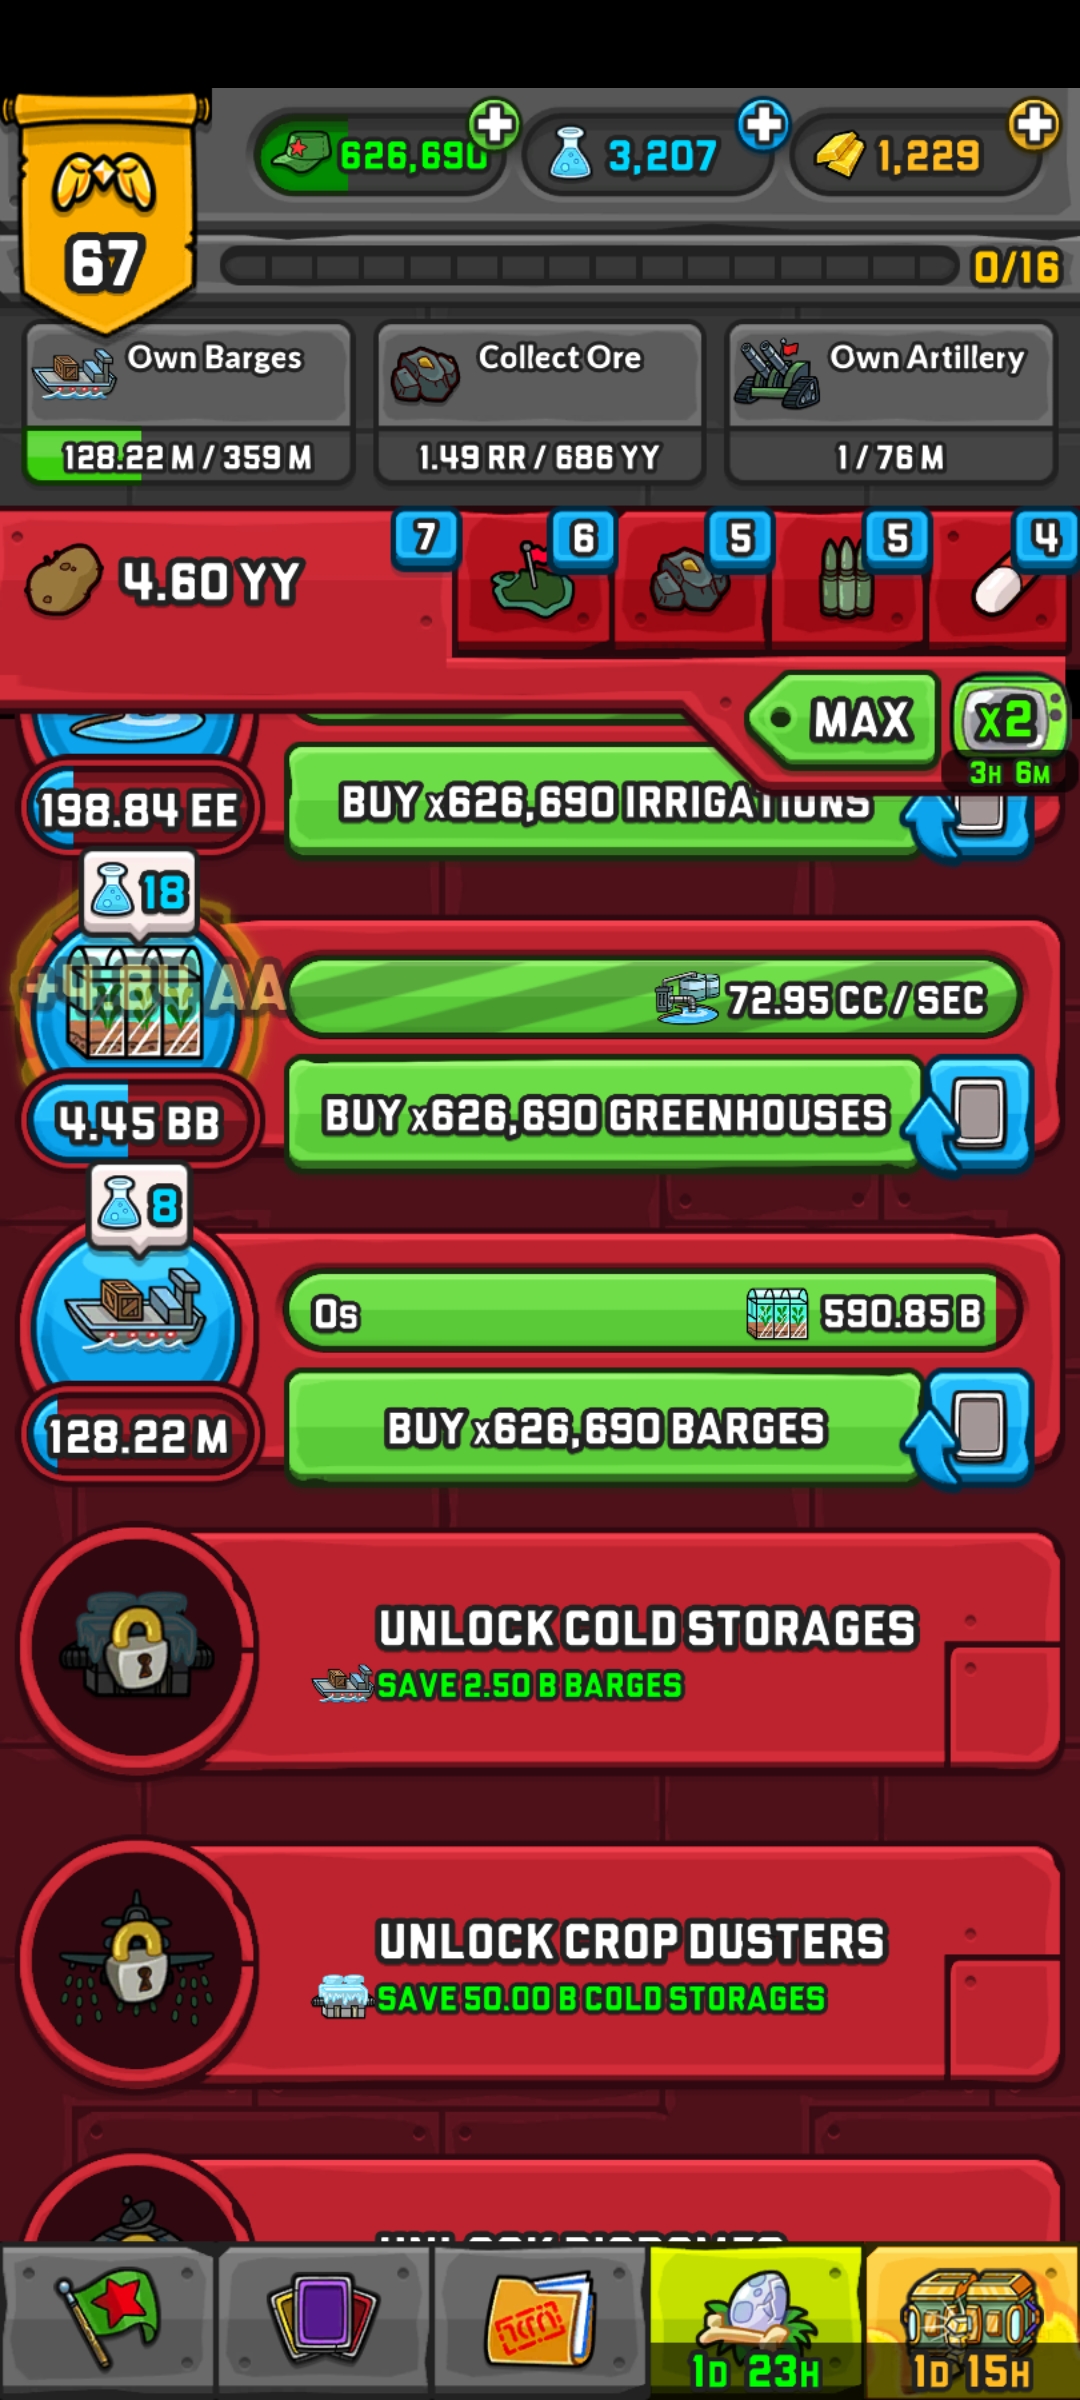 626,690
3,207
1,229
67
0/16
Own Barges
128.22 M / 359 M
Collect Ore
1.49 RR / 686 YY
Own Artillery
1 / 76 M
4.60 YY
7
6
5
5
4
MAX
x2
3H 6M
198.84 EE
BUY x626,690 IRRIGATIONS
18
+4.84 AA
72.95 CC / SEC
4.45 BB
BUY x626,690 GREENHOUSES
8
0s
590.85 B
128.22 M
BUY x626,690 BARGES
UNLOCK COLD STORAGES
SAVE 2.50 B BARGES
UNLOCK CROP DUSTERS
SAVE 50.00 B COLD STORAGES
1D 23H
1D 15H